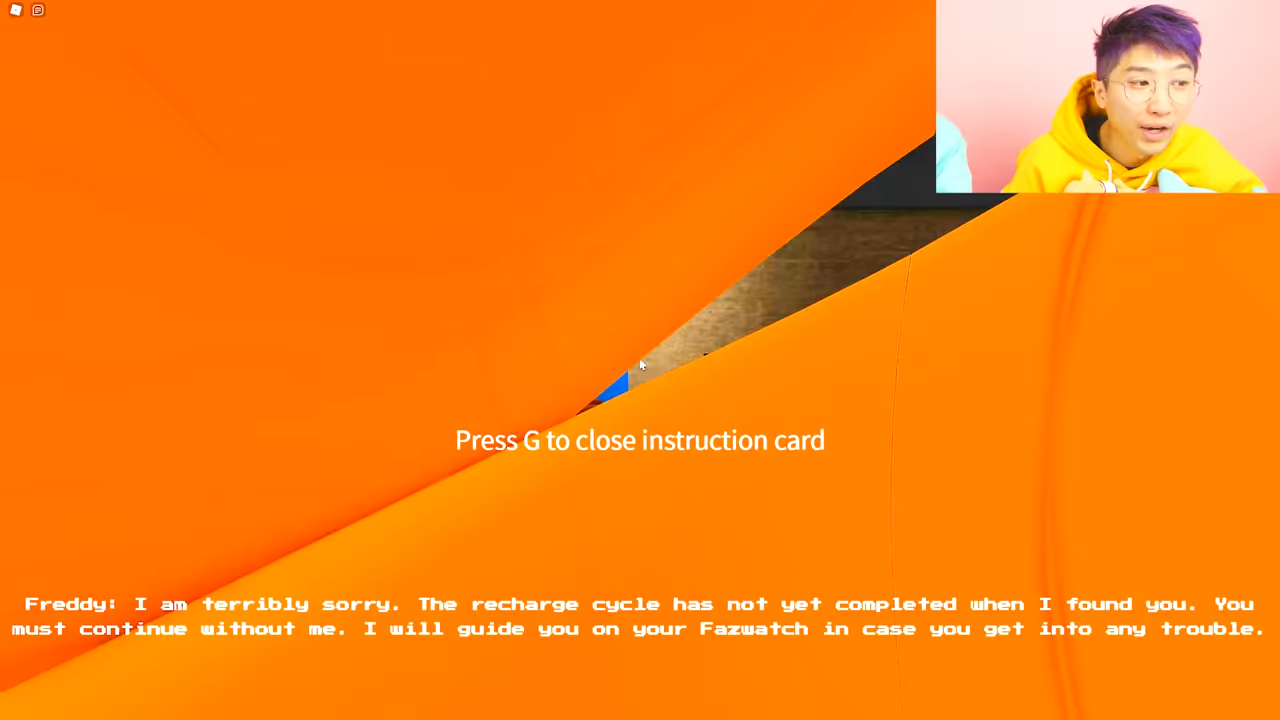 Press G to close instruction card
Freddy: I am terribly sorry. The recharge cycle has not yet completed when I found you. You
must continue without me. I will guide you on your Fazwatch in case you get into any trouble.